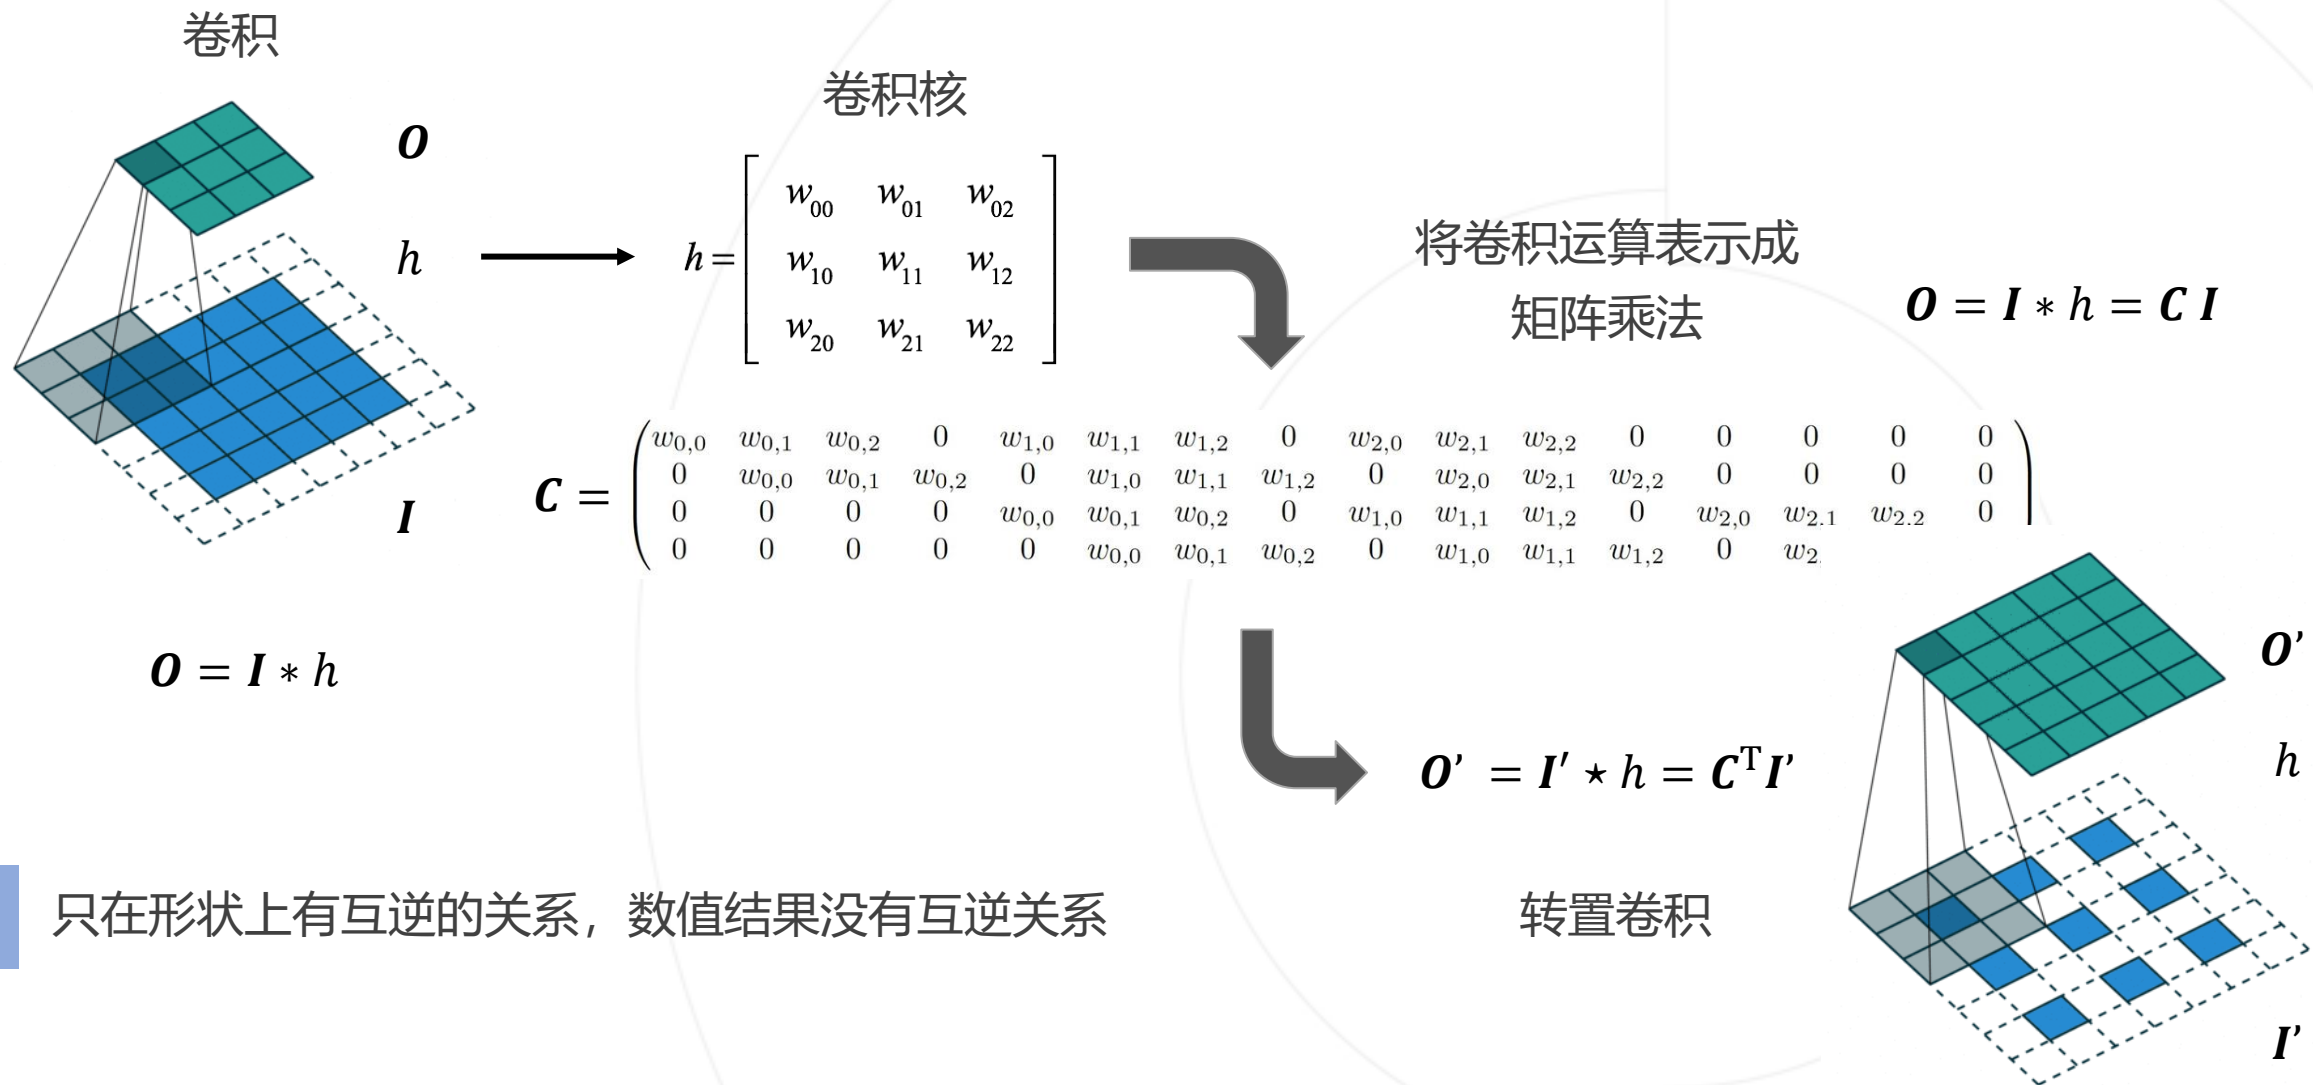 卷积
卷积核
O
h
I
h = [ w00 w01 w02
w10 w11 w12
w20 w21 w22 ]
将卷积运算表示成
矩阵乘法
O = I ∗ h = C I
C = ( w0,0 w0,1 w0,2 0 w1,0 w1,1 w1,2 0 w2,0 w2,1 w2,2 0 0 0 0 0
0 w0,0 w0,1 w0,2 0 w1,0 w1,1 w1,2 0 w2,0 w2,1 w2,2 0 0 0 0
0 0 0 0 w0,0 w0,1 w0,2 0 w1,0 w1,1 w1,2 0 w2,0 w2,1 w2,2 0
0 0 0 0 0 w0,0 w0,1 w0,2 0 w1,0 w1,1 w1,2 0 w2, )
O = I ∗ h
O’ = I′ ⋆ h = CᵀI’
O’
h
I’
只在形状上有互逆的关系，数值结果没有互逆关系
转置卷积